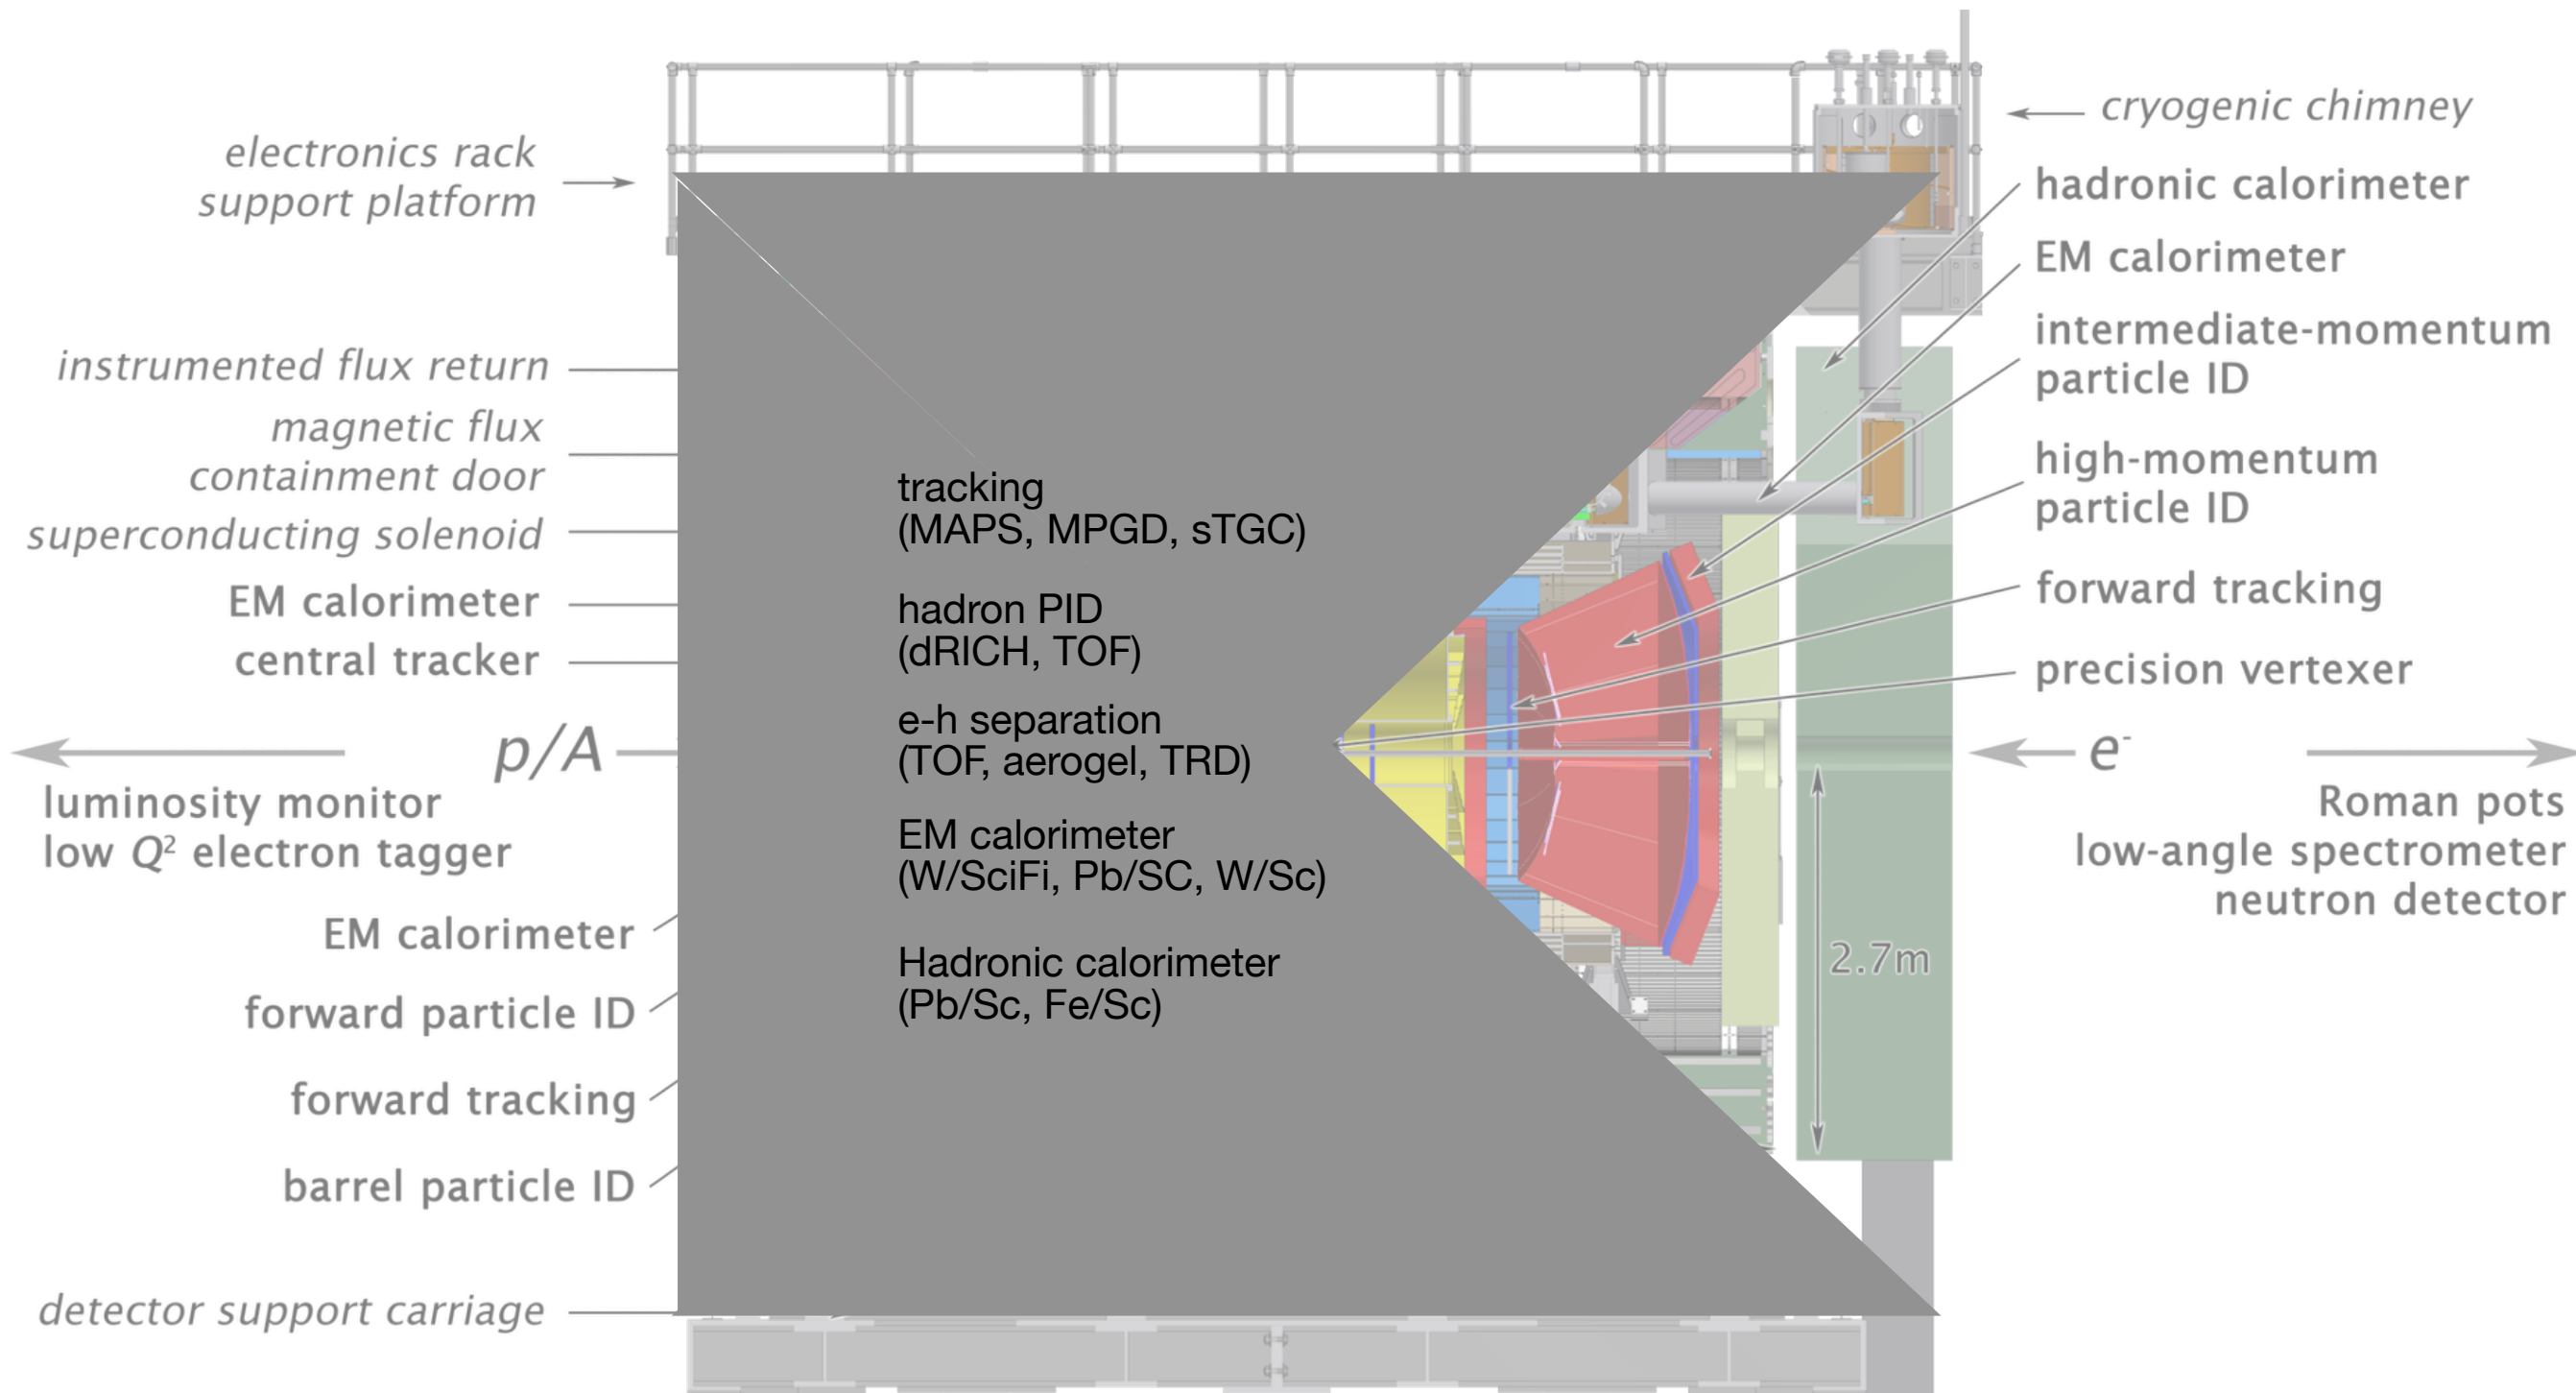 electronics rack
support platform
instrumented flux return
magnetic flux
containment door
superconducting solenoid
EM calorimeter
central tracker
p/A
luminosity monitor
low Q² electron tagger
EM calorimeter
forward particle ID
forward tracking
barrel particle ID
detector support carriage
tracking
(MAPS, MPGD, sTGC)
hadron PID
(dRICH, TOF)
e-h separation
(TOF, aerogel, TRD)
EM calorimeter
(W/SciFi, Pb/SC, W/Sc)
Hadronic calorimeter
(Pb/Sc, Fe/Sc)
cryogenic chimney
hadronic calorimeter
EM calorimeter
intermediate-momentum
particle ID
high-momentum
particle ID
forward tracking
precision vertexer
e⁻
Roman pots
low-angle spectrometer
neutron detector
2.7m